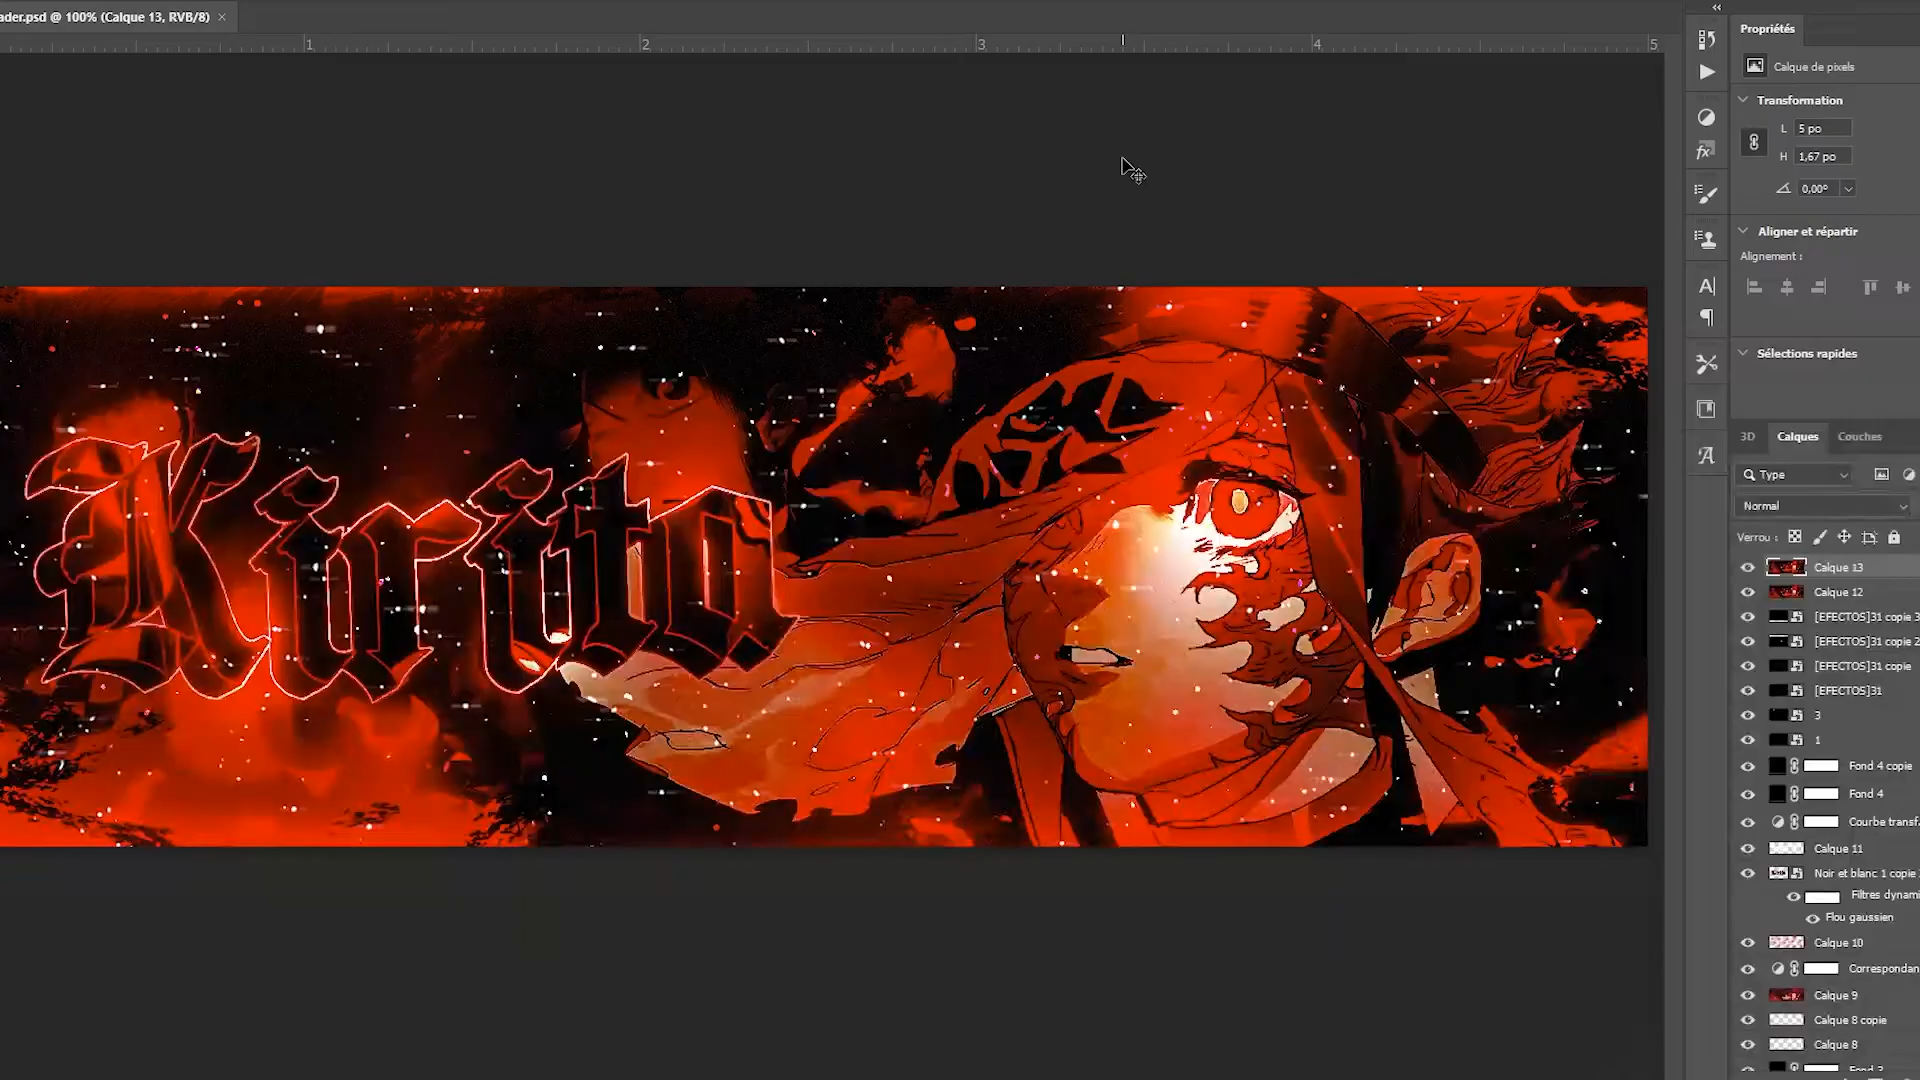 ader.psd @ 100% (Calque 13, RVB/8) ×
1 2 3 4 5
Kirito
Propriétés
Calque de pixels
Transformation
L 5 po
H 1,67 po
0,00°
Aligner et répartir
Alignement :
Sélections rapides
3D Calques Couches
Type
Normal
Verrou :
Calque 13
Calque 12
[EFECTOS]31 copie 3
[EFECTOS]31 copie 2
[EFECTOS]31 copie
[EFECTOS]31
3
1
Fond 4 copie
Fond 4
Courbe transf.
Calque 11
Noir et blanc 1 copie
Filtres dynami
Flou gaussien
Calque 10
Correspondan
Calque 9
Calque 8 copie
Calque 8